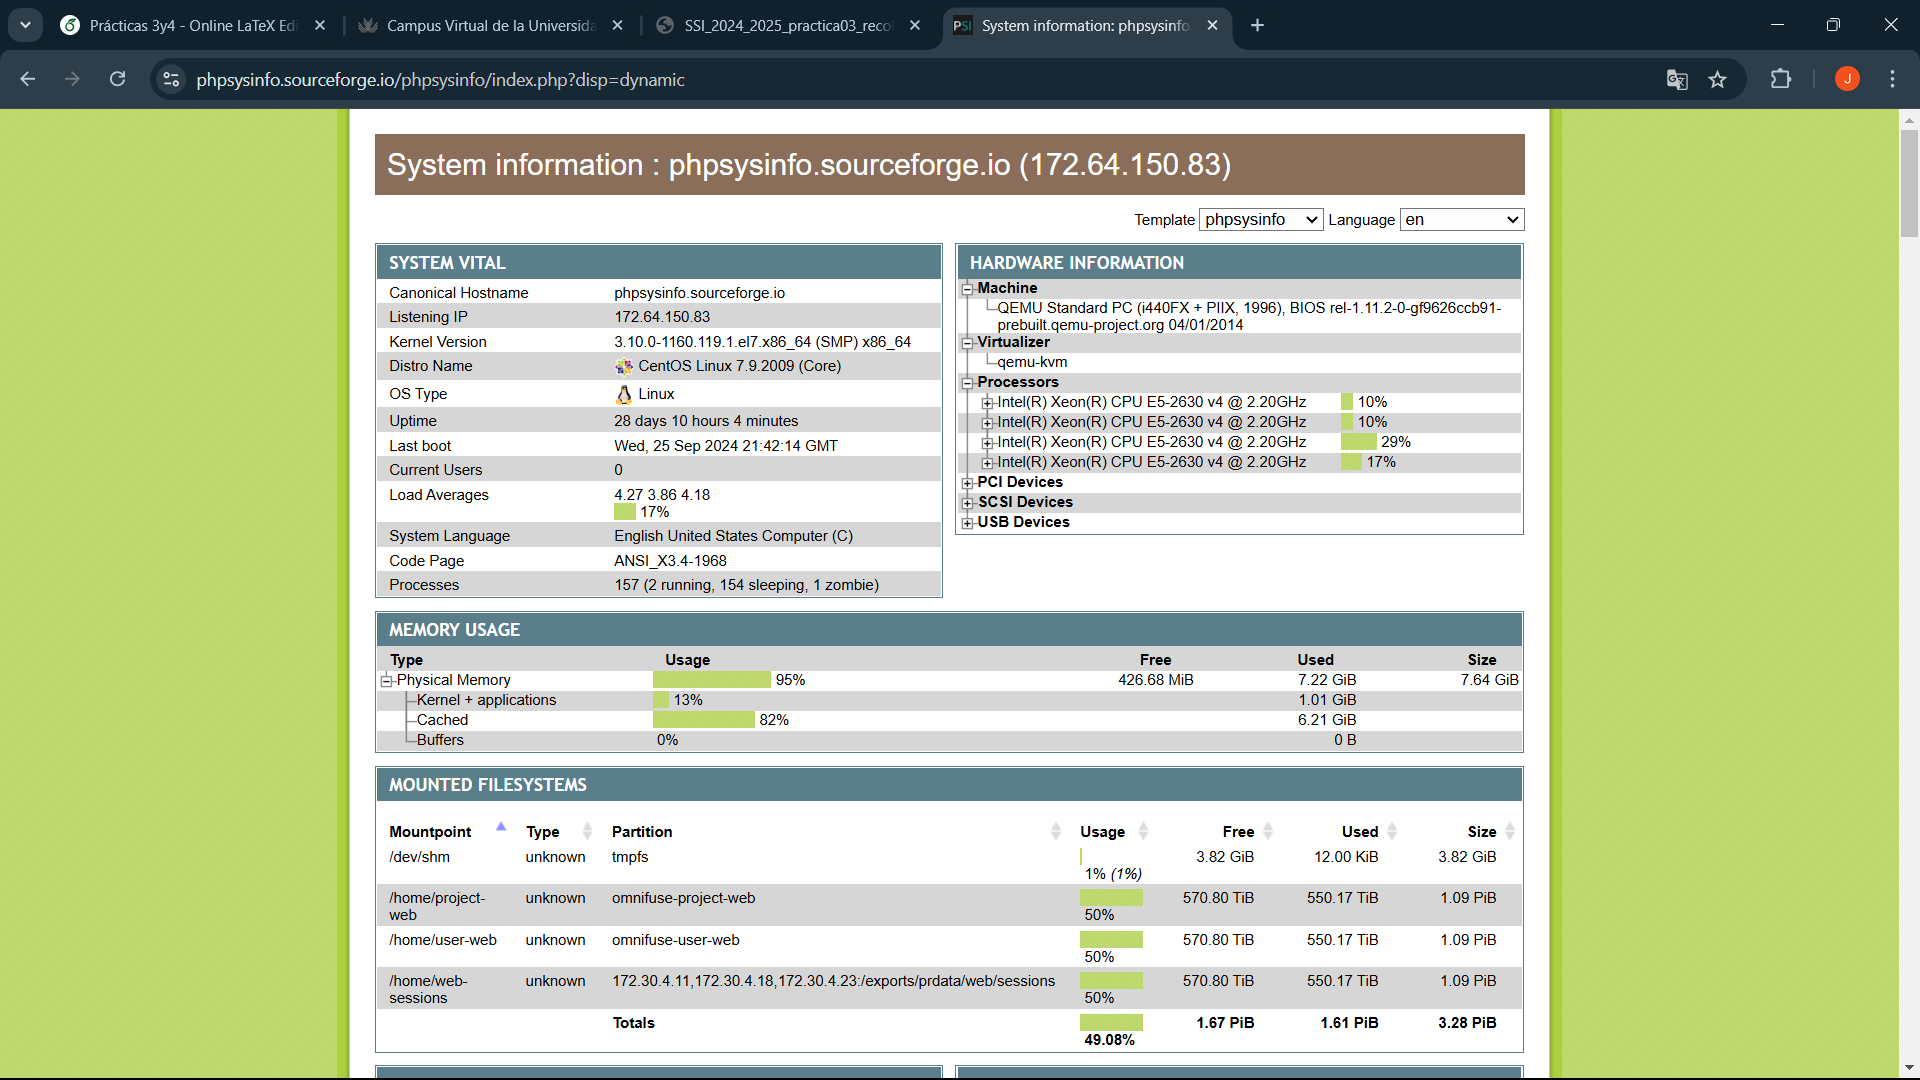 Prácticas 3y4 - Online LaTeX Edi
Campus Virtual de la Universida
SSI_2024_2025_practica03_reco
PSI
System information: phpsysinfo
phpsysinfo.sourceforge.io/phpsysinfo/index.php?disp=dynamic
J
System information : phpsysinfo.sourceforge.io (172.64.150.83)
Template phpsysinfo Language en
SYSTEM VITAL
Canonical Hostname phpsysinfo.sourceforge.io
Listening IP 172.64.150.83
Kernel Version 3.10.0-1160.119.1.el7.x86_64 (SMP) x86_64
Distro Name CentOS Linux 7.9.2009 (Core)
OS Type Linux
Uptime 28 days 10 hours 4 minutes
Last boot Wed, 25 Sep 2024 21:42:14 GMT
Current Users 0
Load Averages 4.27 3.86 4.18
17%
System Language English United States Computer (C)
Code Page ANSI_X3.4-1968
Processes 157 (2 running, 154 sleeping, 1 zombie)
HARDWARE INFORMATION
Machine
QEMU Standard PC (i440FX + PIIX, 1996), BIOS rel-1.11.2-0-gf9626ccb91-
prebuilt.qemu-project.org 04/01/2014
Virtualizer
qemu-kvm
Processors
Intel(R) Xeon(R) CPU E5-2630 v4 @ 2.20GHz 10%
Intel(R) Xeon(R) CPU E5-2630 v4 @ 2.20GHz 10%
Intel(R) Xeon(R) CPU E5-2630 v4 @ 2.20GHz 29%
Intel(R) Xeon(R) CPU E5-2630 v4 @ 2.20GHz 17%
PCI Devices
SCSI Devices
USB Devices
MEMORY USAGE
Type Usage Free Used Size
Physical Memory 95% 426.68 MiB 7.22 GiB 7.64 GiB
Kernel + applications 13% 1.01 GiB
Cached 82% 6.21 GiB
Buffers 0% 0 B
MOUNTED FILESYSTEMS
Mountpoint Type Partition Usage Free Used Size
/dev/shm unknown tmpfs 3.82 GiB 12.00 KiB 3.82 GiB
1% (1%)
/home/project- unknown omnifuse-project-web 570.80 TiB 550.17 TiB 1.09 PiB
web 50%
/home/user-web unknown omnifuse-user-web 570.80 TiB 550.17 TiB 1.09 PiB
50%
/home/web- unknown 172.30.4.11,172.30.4.18,172.30.4.23:/exports/prdata/web/sessions 570.80 TiB 550.17 TiB 1.09 PiB
sessions 50%
Totals 1.67 PiB 1.61 PiB 3.28 PiB
49.08%